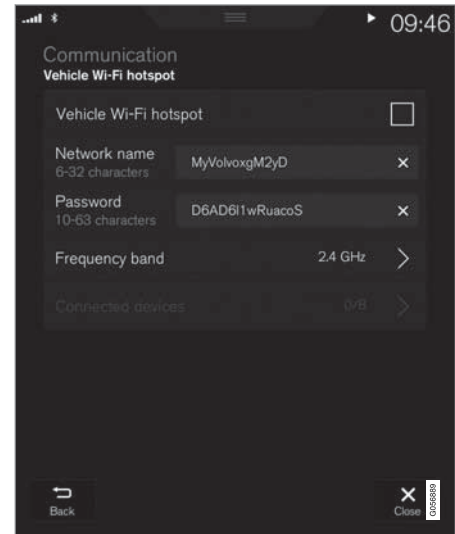 09:46
Communication
Vehicle Wi-Fi hotspot
Vehicle Wi-Fi hotspot
Network name
6-32 characters
MyVolvoxgM2yD
Password
10-63 characters
D6AD6l1wRuacoS
Frequency band 2.4 GHz
Connected devices 0/8
Back
Close
G056889